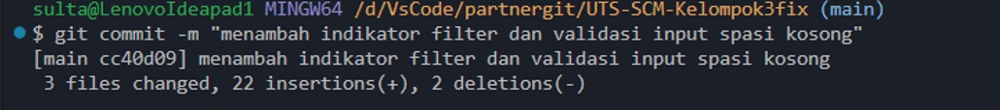 sulta@LenovoIdeapad1 MINGW64 /d/VsCode/partnergit/UTS-SCM-Kelompok3fix (main)
$ git commit -m "menambah indikator filter dan validasi input spasi kosong"
[main cc40d09] menambah indikator filter dan validasi input spasi kosong
 3 files changed, 22 insertions(+), 2 deletions(-)